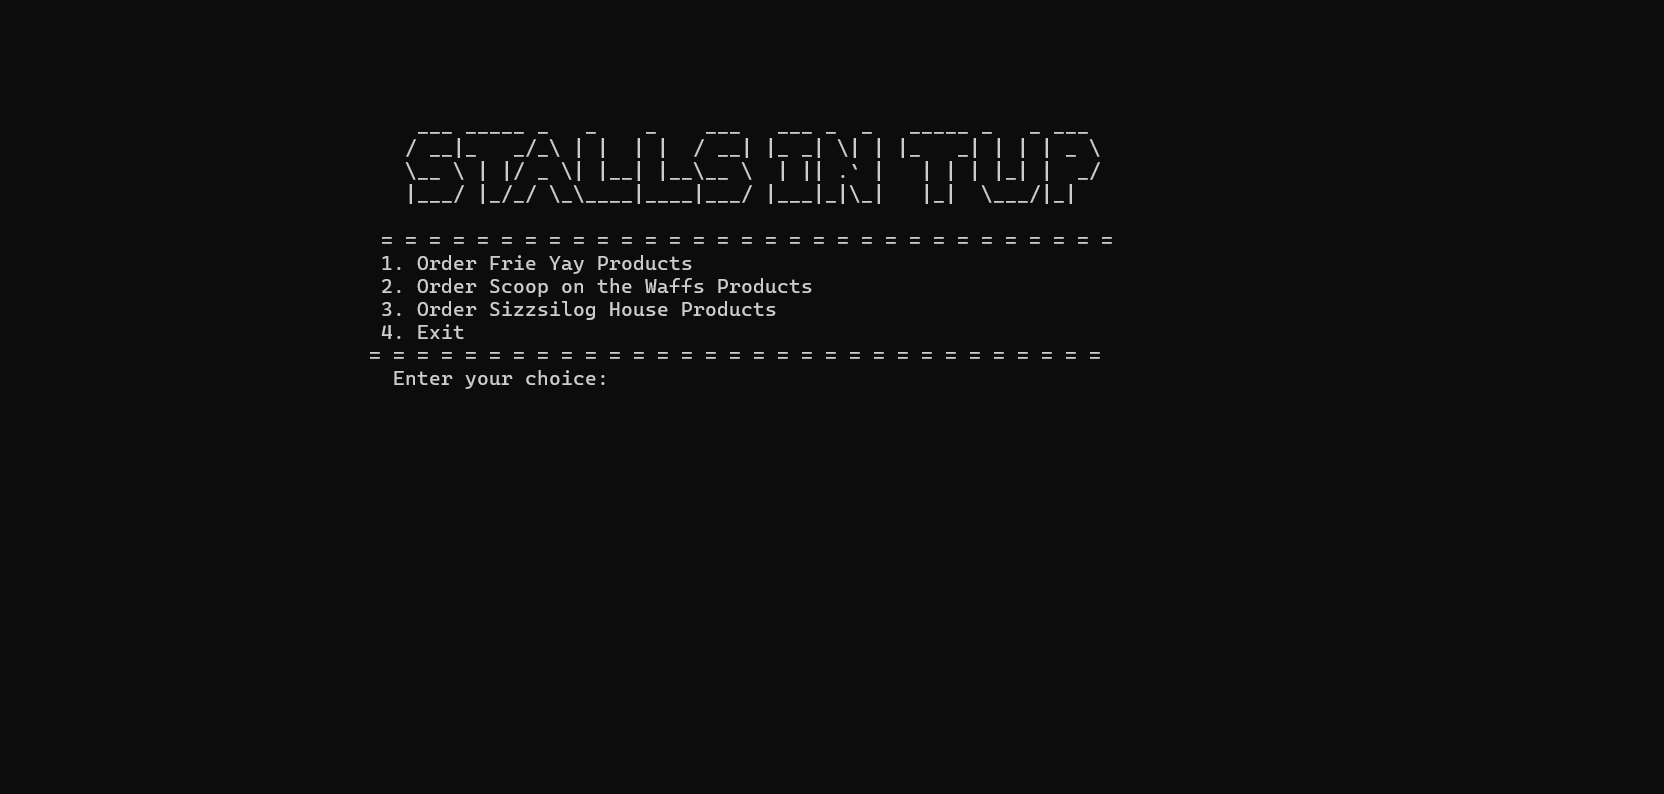 STALLS IN TUP
= = = = = = = = = = = = = = = = = = = = = = = = = = = = = = =
1. Order Frie Yay Products
2. Order Scoop on the Waffs Products
3. Order Sizzsilog House Products
4. Exit
= = = = = = = = = = = = = = = = = = = = = = = = = = = = = = =
Enter your choice: